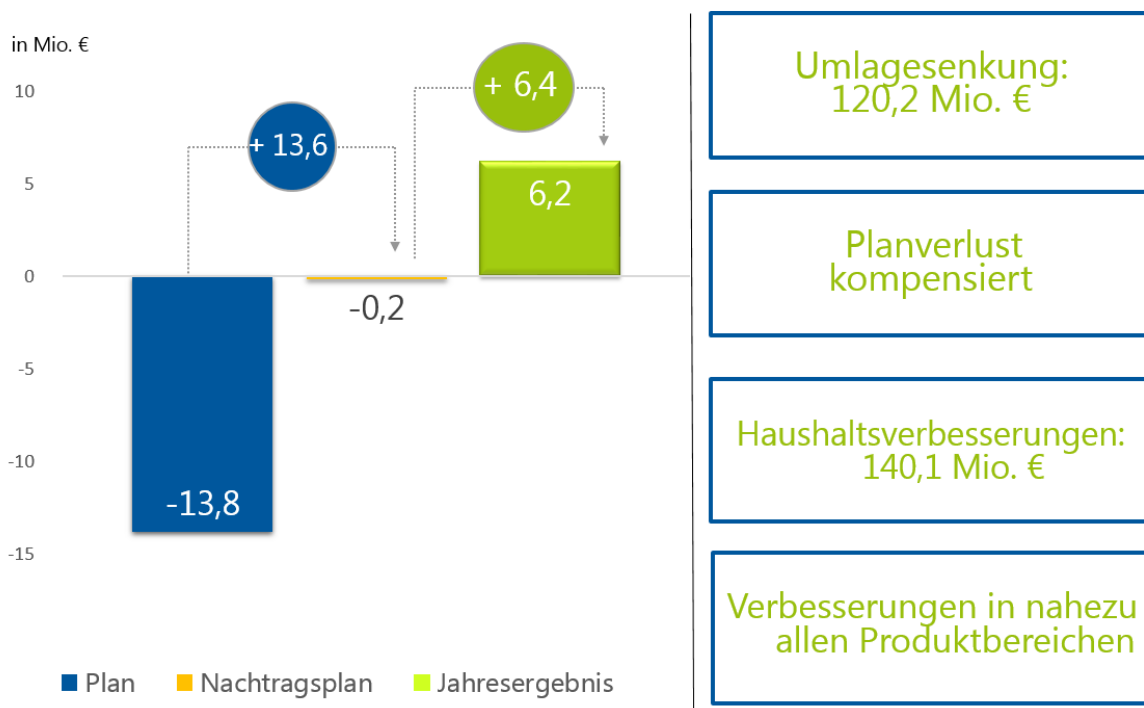 in Mio. €
10
5
0
-5
-10
-15
+ 13,6
+ 6,4
-13,8
-0,2
6,2
Plan
Nachtragsplan
Jahresergebnis
Umlagesenkung:
120,2 Mio. €
Planverlust
kompensiert
Haushaltsverbesserungen:
140,1 Mio. €
Verbesserungen in nahezu
allen Produktbereichen